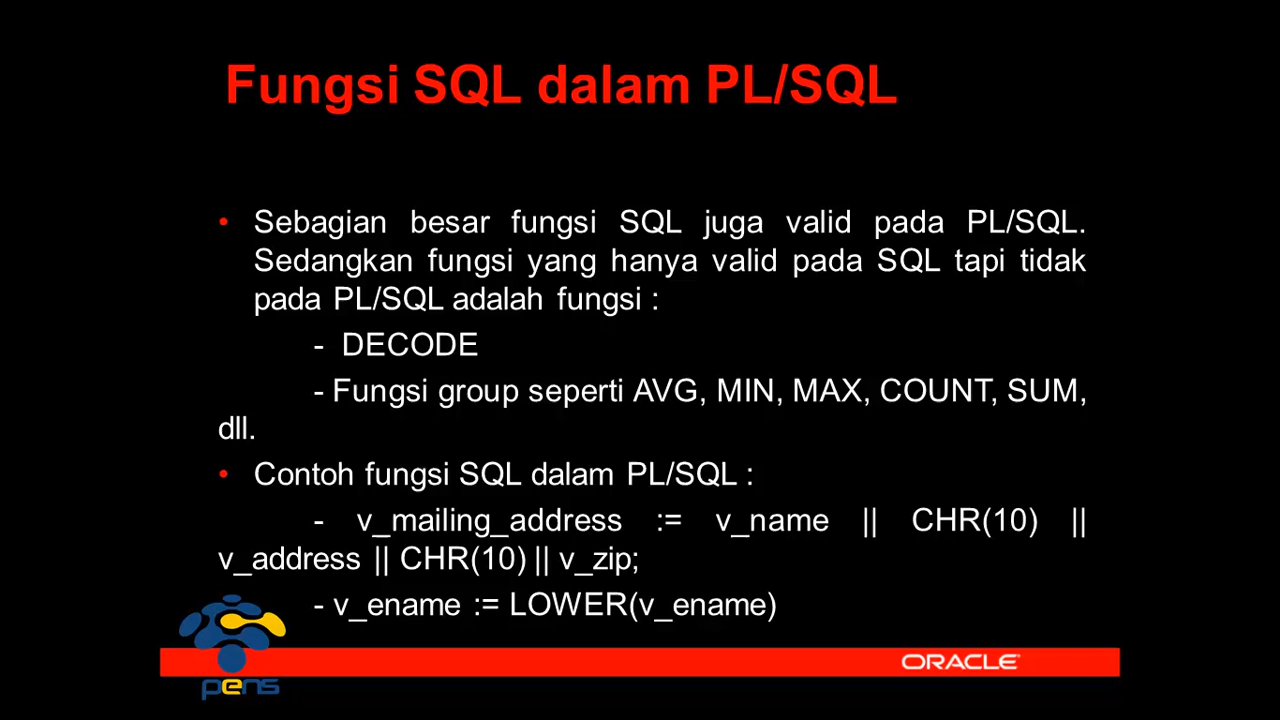 Fungsi SQL dalam PL/SQL
• Sebagian besar fungsi SQL juga valid pada PL/SQL.
Sedangkan fungsi yang hanya valid pada SQL tapi tidak
pada PL/SQL adalah fungsi :
- DECODE
- Fungsi group seperti AVG, MIN, MAX, COUNT, SUM,
dll.
• Contoh fungsi SQL dalam PL/SQL :
- v_mailing_address := v_name || CHR(10) ||
v_address || CHR(10) || v_zip;
- v_ename := LOWER(v_ename)
ORACLE
pens